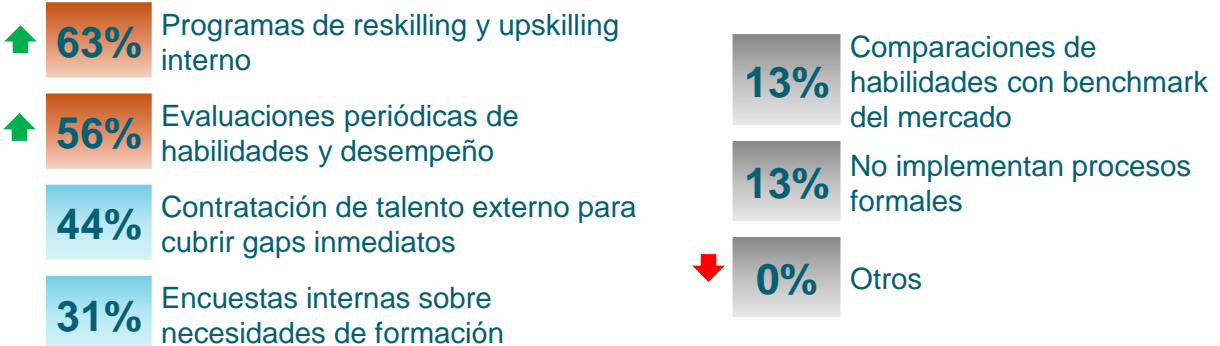 63%
Programas de reskilling y upskilling
interno
56%
Evaluaciones periódicas de
habilidades y desempeño
44%
Contratación de talento externo para
cubrir gaps inmediatos
31%
Encuestas internas sobre
necesidades de formación
13%
Comparaciones de
habilidades con benchmark
del mercado
13%
No implementan procesos
formales
0%
Otros